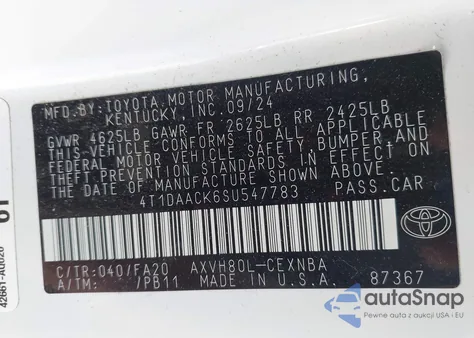 MFD.BY:TOYOTA MOTOR MANUFACTURING,
KENTUCKY, INC. 09/24
GVWR 4625LB GAWR FR 2625LB RR 2425LB
THIS VEHICLE CONFORMS TO ALL APPLICABLE
FEDERAL MOTOR VEHICLE SAFETY, BUMPER, AND
THEFT PREVENTION STANDARDS IN EFFECT ON
THE DATE OF MANUFACTURE SHOWN ABOVE.
4T1DAACK6SU547783 PASS.CAR
C/TR:040/FA20 AXVH80L-CEXNBA
A/TM: /PB11 MADE IN U.S.A. 87367
TOYOTA
autoSnap
Pewne auta z aukcji w USA i EU